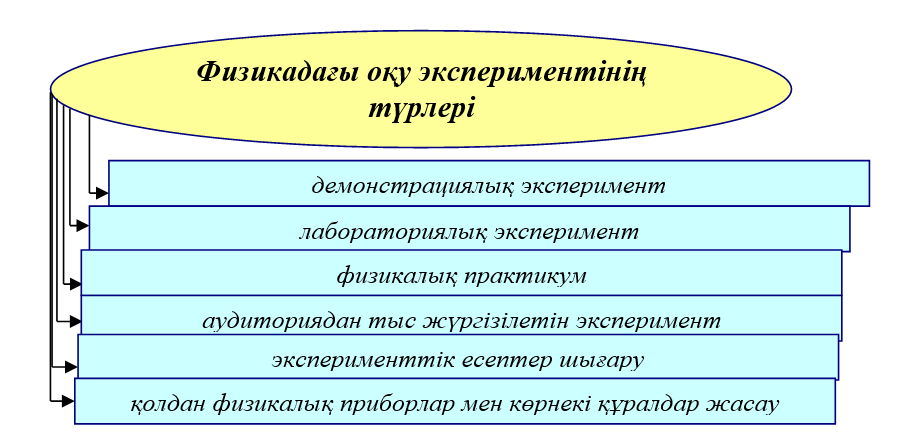 Физикадағы оқу экспериментінің
түрлері
демонстрациялық эксперимент
лабораториялық эксперимент
физикалық практикум
аудиториядан тыс жүргізілетін эксперимент
эксперименттік есептер шығару
қолдан физикалық приборлар мен көрнекі құралдар жасау